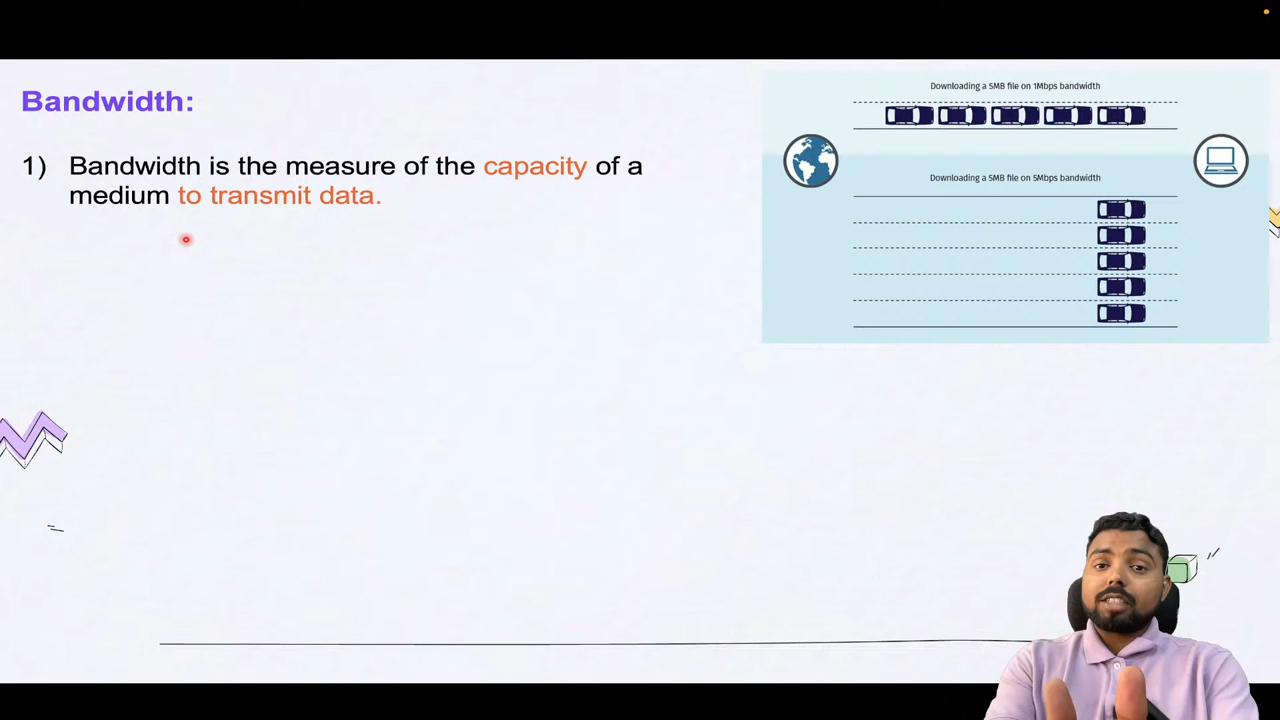 Bandwidth:
1) Bandwidth is the measure of the capacity of a
medium to transmit data.
Downloading a 5MB file on 1Mbps bandwidth
Downloading a 5MB file on 5Mbps bandwidth